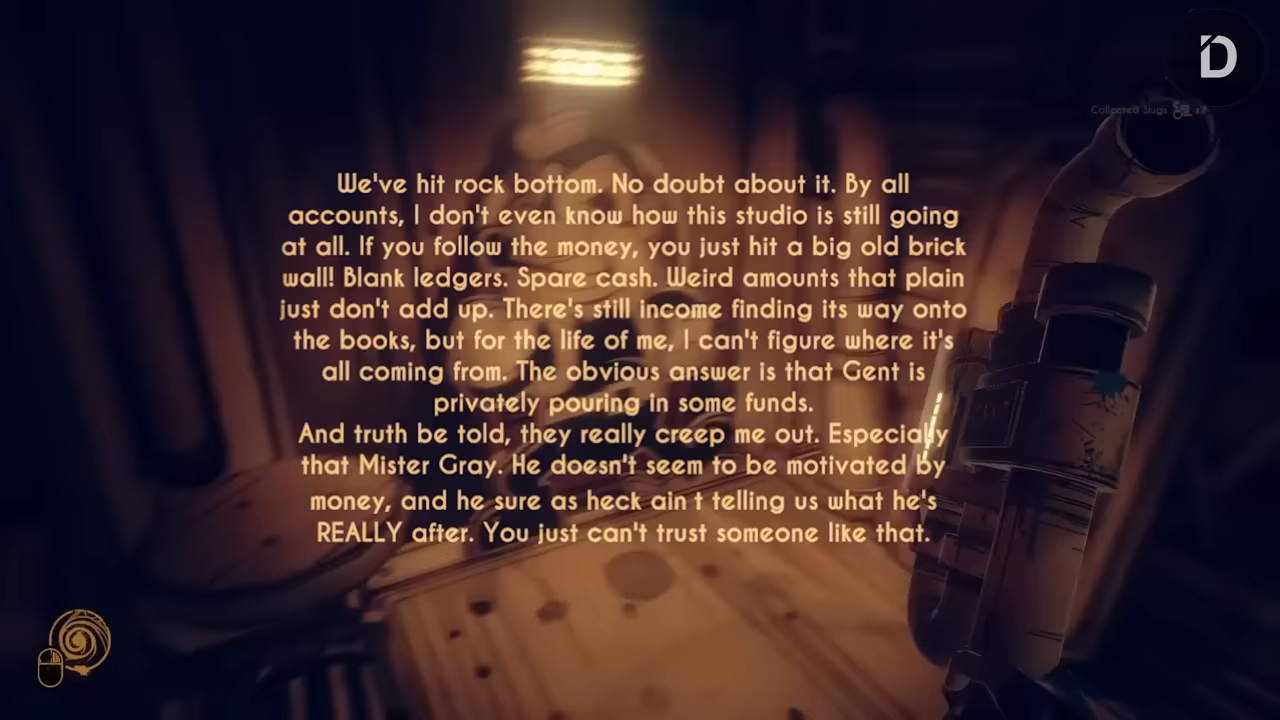 D
Collected Slugs
We've hit rock bottom. No doubt about it. By all
accounts, I don't even know how this studio is still going
at all. If you follow the money, you just hit a big old brick
wall! Blank ledgers. Spare cash. Weird amounts that plain
just don't add up. There's still income finding its way onto
the books, but for the life of me, I can't figure where it's
all coming from. The obvious answer is that Gent is
privately pouring in some funds.
And truth be told, they really creep me out. Especially
that Mister Gray. He doesn't seem to be motivated by
money, and he sure as heck ain t telling us what he's
REALLY after. You just can't trust someone like that.